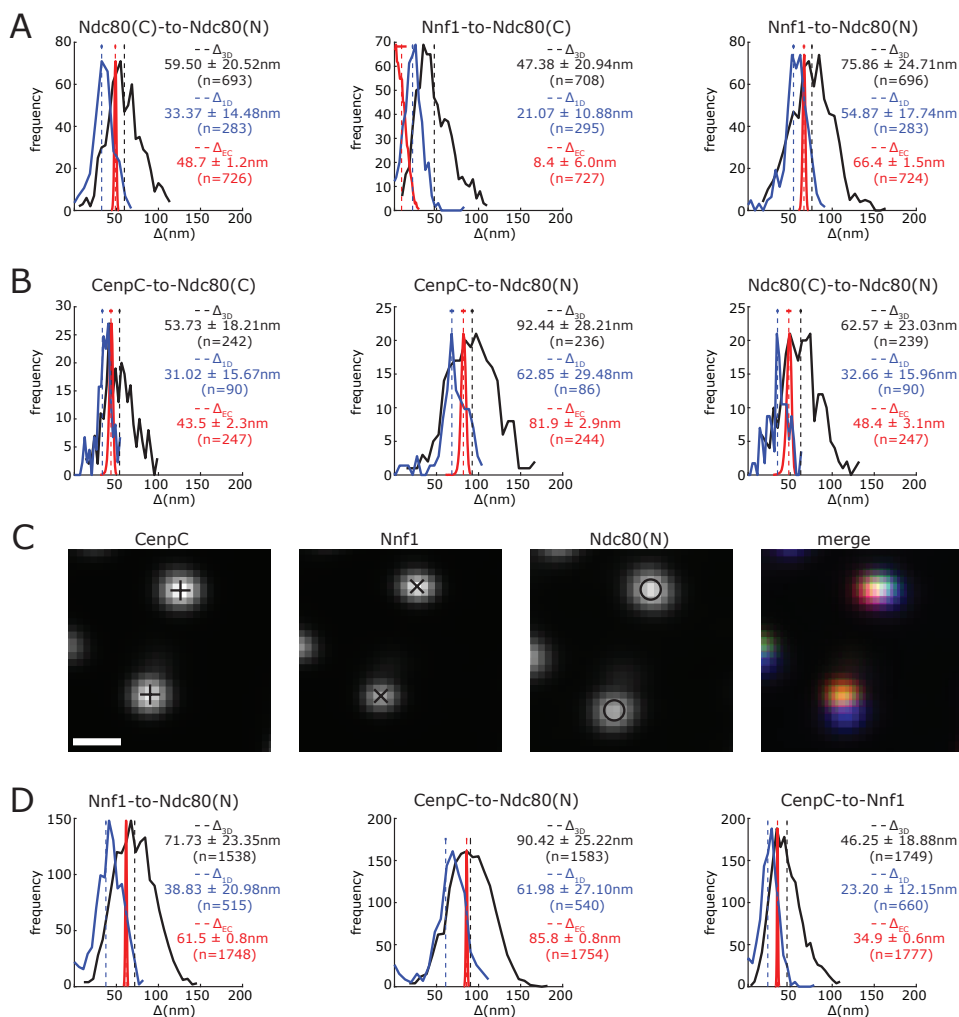 A
Ndc80(C)-to-Ndc80(N)
80
60
40
20
0
frequency
50
100
200
Δ(nm)
Δ3D
59.50 ± 20.52nm
(n=693)
Δ1D
33.37 ± 14.48nm
(n=283)
ΔEC
48.7 ± 1.2nm
(n=726)
Nnf1-to-Ndc80(C)
70
60
50
40
30
20
10
0
frequency
50
100
200
Δ(nm)
Δ3D
47.38 ± 20.94nm
(n=708)
Δ1D
21.07 ± 10.88nm
(n=295)
ΔEC
8.4 ± 6.0nm
(n=727)
Nnf1-to-Ndc80(N)
80
60
40
20
0
frequency
50
100
200
Δ(nm)
Δ3D
75.86 ± 24.71nm
(n=696)
Δ1D
54.87 ± 17.74nm
(n=283)
ΔEC
66.4 ± 1.5nm
(n=724)
B
CenpC-to-Ndc80(C)
30
25
20
15
10
5
0
frequency
50
100
200
Δ(nm)
Δ3D
53.73 ± 18.21nm
(n=242)
Δ1D
31.02 ± 15.67nm
(n=90)
ΔEC
43.5 ± 2.3nm
(n=247)
CenpC-to-Ndc80(N)
25
20
15
10
5
0
frequency
50
100
200
Δ(nm)
Δ3D
92.44 ± 28.21nm
(n=236)
Δ1D
62.85 ± 29.48nm
(n=86)
ΔEC
81.9 ± 2.9nm
(n=244)
Ndc80(C)-to-Ndc80(N)
25
20
15
10
5
0
frequency
50
100
200
Δ(nm)
Δ3D
62.57 ± 23.03nm
(n=239)
Δ1D
32.66 ± 15.96nm
(n=90)
ΔEC
48.4 ± 3.1nm
(n=247)
C
CenpC
Nnf1
Ndc80(N)
merge
D
Nnf1-to-Ndc80(N)
150
100
50
0
frequency
50
100
200
Δ(nm)
Δ3D
71.73 ± 23.35nm
(n=1538)
Δ1D
38.83 ± 20.98nm
(n=515)
ΔEC
61.5 ± 0.8nm
(n=1748)
CenpC-to-Ndc80(N)
200
150
100
50
0
frequency
50
100
200
Δ(nm)
Δ3D
90.42 ± 25.22nm
(n=1583)
Δ1D
61.98 ± 27.10nm
(n=540)
ΔEC
85.8 ± 0.8nm
(n=1754)
CenpC-to-Nnf1
200
150
100
50
0
frequency
50
100
200
Δ(nm)
Δ3D
46.25 ± 18.88nm
(n=1749)
Δ1D
23.20 ± 12.15nm
(n=660)
ΔEC
34.9 ± 0.6nm
(n=1777)